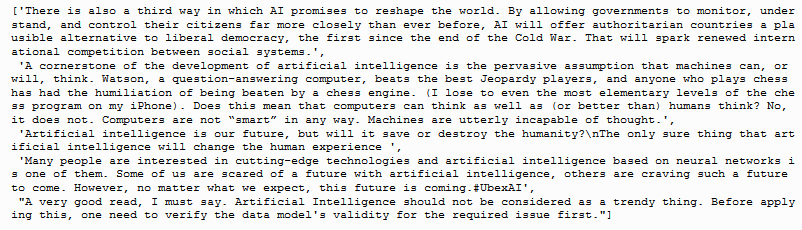 ['There is also a third way in which AI promises to reshape the world. By allowing governments to monitor, under
stand, and control their citizens far more closely than ever before, AI will offer authoritarian countries a pla
usible alternative to liberal democracy, the first since the end of the Cold War. That will spark renewed intern
ational competition between social systems.',
'A cornerstone of the development of artificial intelligence is the pervasive assumption that machines can, or
will, think. Watson, a question-answering computer, beats the best Jeopardy players, and anyone who plays chess
has had the humiliation of being beaten by a chess engine. (I lose to even the most elementary levels of the che
ss program on my iPhone). Does this mean that computers can think as well as (or better than) humans think? No,
it does not. Computers are not “smart” in any way. Machines are utterly incapable of thought.',
'Artificial intelligence is our future, but will it save or destroy the humanity?\nThe only sure thing that art
ificial intelligence will change the human experience ',
'Many people are interested in cutting-edge technologies and artificial intelligence based on neural networks i
s one of them. Some of us are scared of a future with artificial intelligence, others are craving such a future
to come. However, no matter what we expect, this future is coming.#UbexAI',
"A very good read, I must say. Artificial Intelligence should not be considered as a trendy thing. Before apply
ing this, one need to verify the data model's validity for the required issue first."]